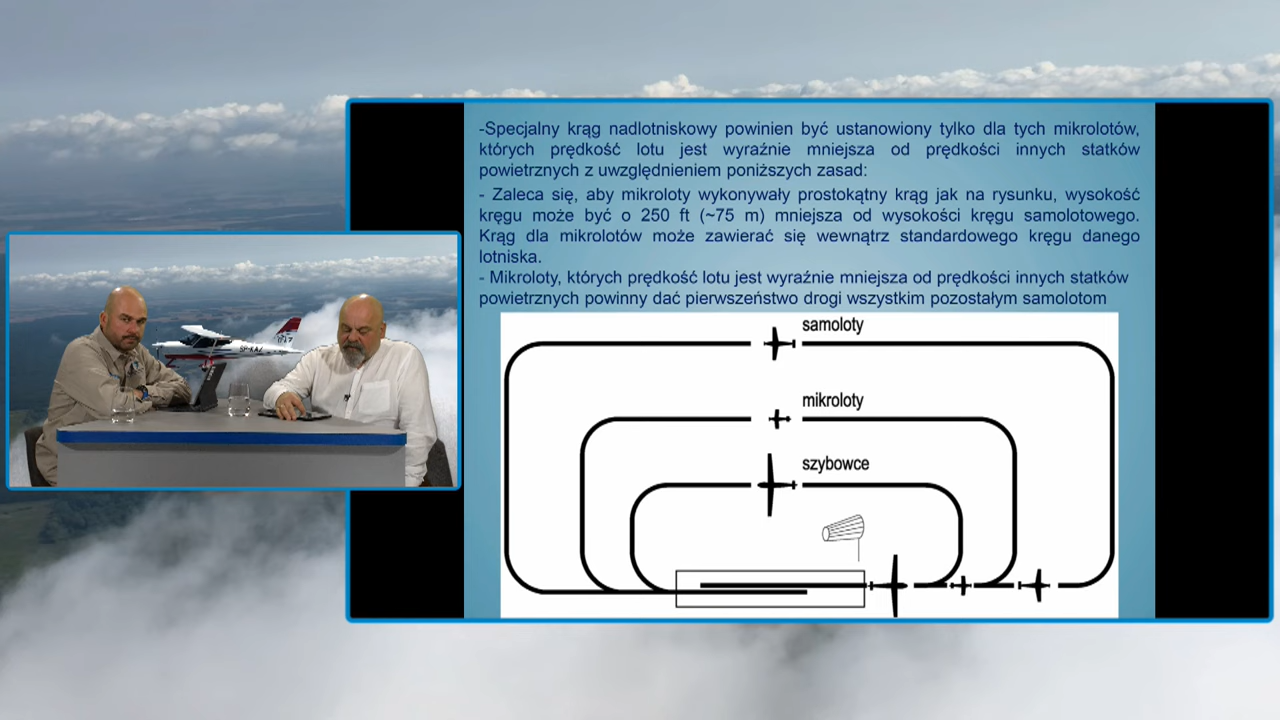 -Specjalny krąg nadlotniskowy powinien być ustanowiony tylko dla tych mikrolotów,
których prędkość lotu jest wyraźnie mniejsza od prędkości innych statków
powietrznych z uwzględnieniem poniższych zasad:
- Zaleca się, aby mikroloty wykonywały prostokątny krąg jak na rysunku, wysokość
kręgu może być o 250 ft (~75 m) mniejsza od wysokości kręgu samolotowego.
Krąg dla mikrolotów może zawierać się wewnątrz standardowego kręgu danego
lotniska.
- Mikroloty, których prędkość lotu jest wyraźnie mniejsza od prędkości innych statków
powietrznych powinny dać pierwszeństwo drogi wszystkim pozostałym samolotom
samoloty
mikroloty
szybowce
SP-KAZ